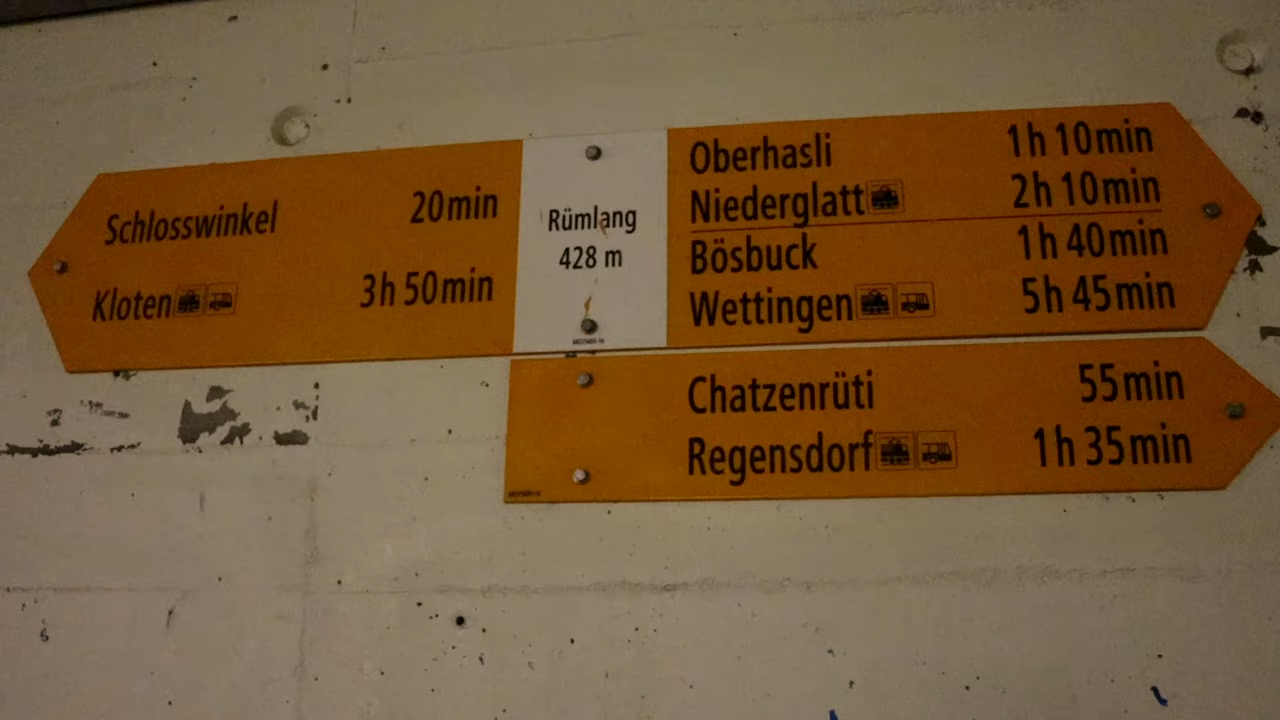 Schlosswinkel 20min
Kloten 3h 50min
Rümlang
428 m
Oberhasli 1h 10min
Niederglatt 2h 10min
Bösbuck 1h 40min
Wettingen 5h 45min
Chatzenrüti 55min
Regensdorf 1h 35min